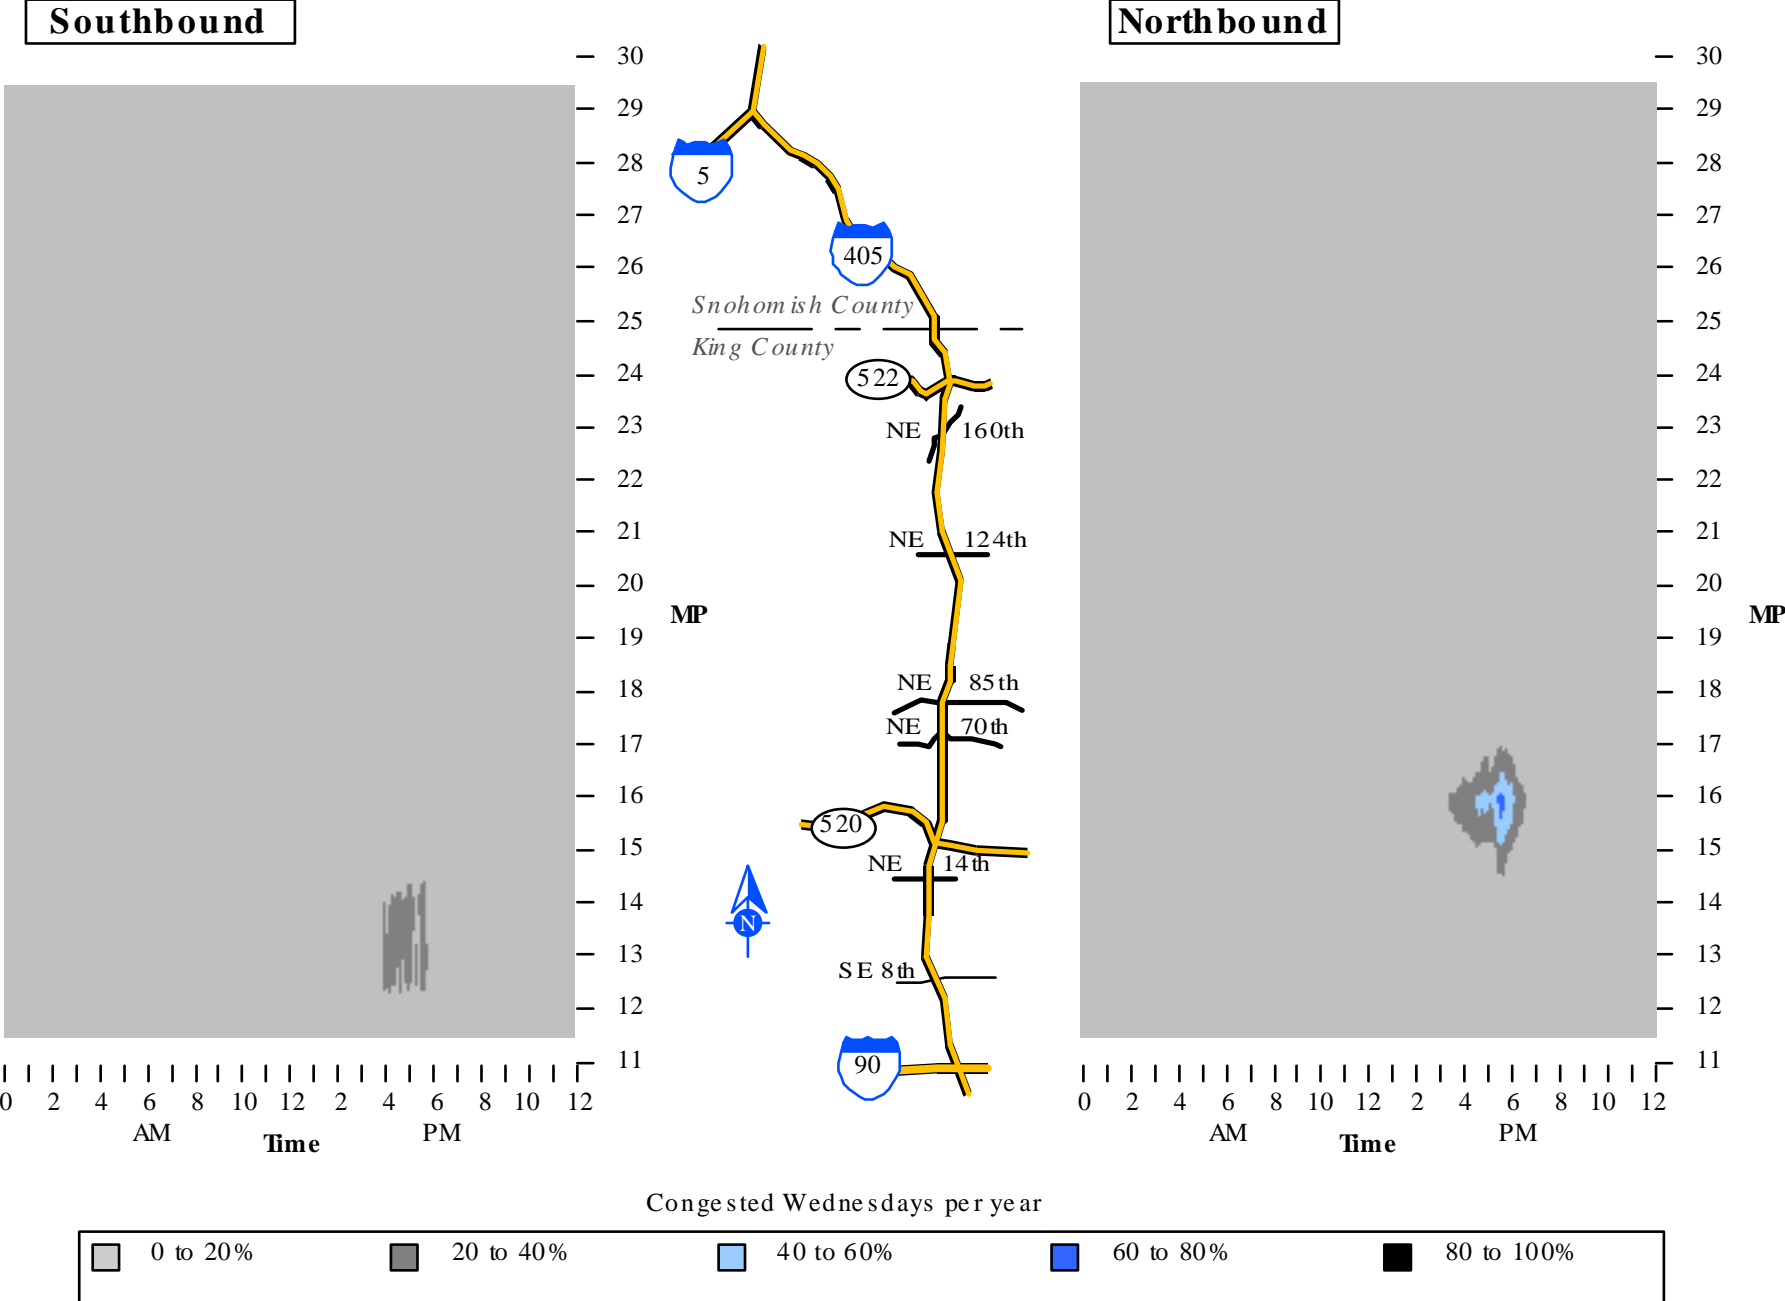 Southbound
Northbound
30
29
28
27
26
25
24
23
22
21
20
19
18
17
16
15
14
13
12
11
MP
5
405
Snohomish County
King County
522
NE 160th
NE 124th
NE 85th
NE 70th
520
NE 14th
N
SE 8th
90
30
29
28
27
26
25
24
23
22
21
20
19
18
17
16
15
14
13
12
11
MP
0 2 4 6 8 10 12 2 4 6 8 10 12
AM Time PM
0 2 4 6 8 10 12 2 4 6 8 10 12
AM Time PM
Congested Wednesdays per year
0 to 20% 20 to 40% 40 to 60% 60 to 80% 80 to 100%